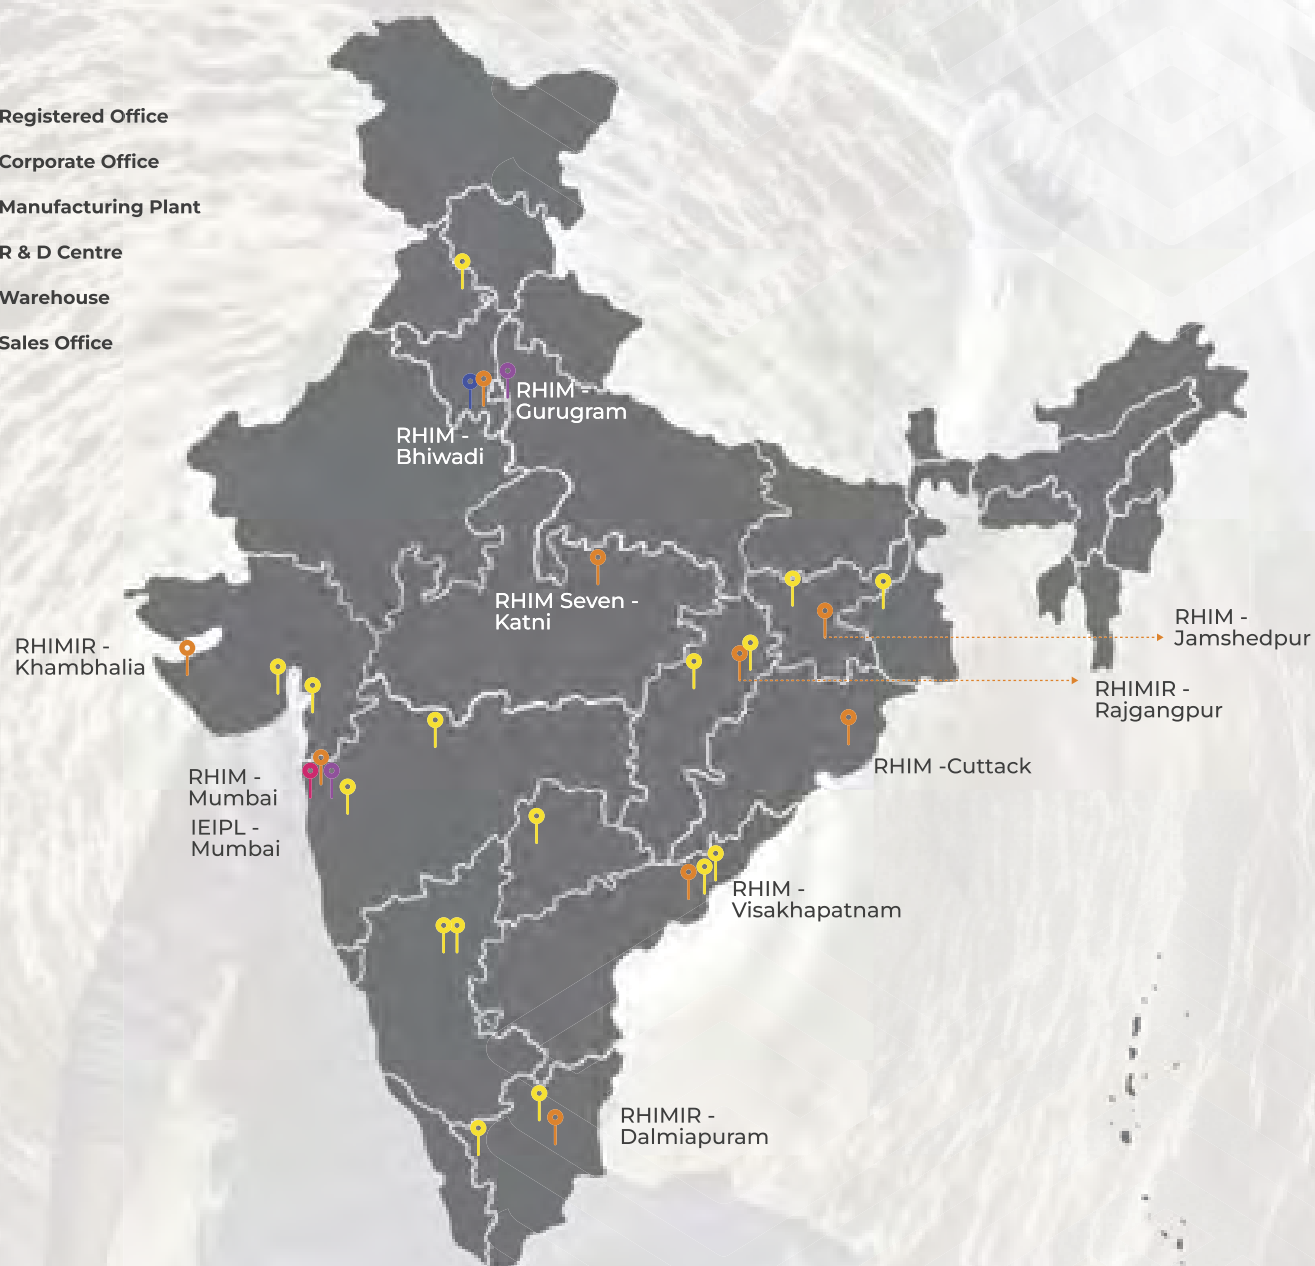 Registered Office
Corporate Office
Manufacturing Plant
R & D Centre
Warehouse
Sales Office
RHIM -
Gurugram
RHIM -
Bhiwadi
RHIM Seven -
Katni
RHIM -
Jamshedpur
RHIMIR -
Khambhalia
RHIMIR -
Rajgangpur
RHIM -Cuttack
RHIM -
Mumbai
IEIPL -
Mumbai
RHIM -
Visakhapatnam
RHIMIR -
Dalmiapuram